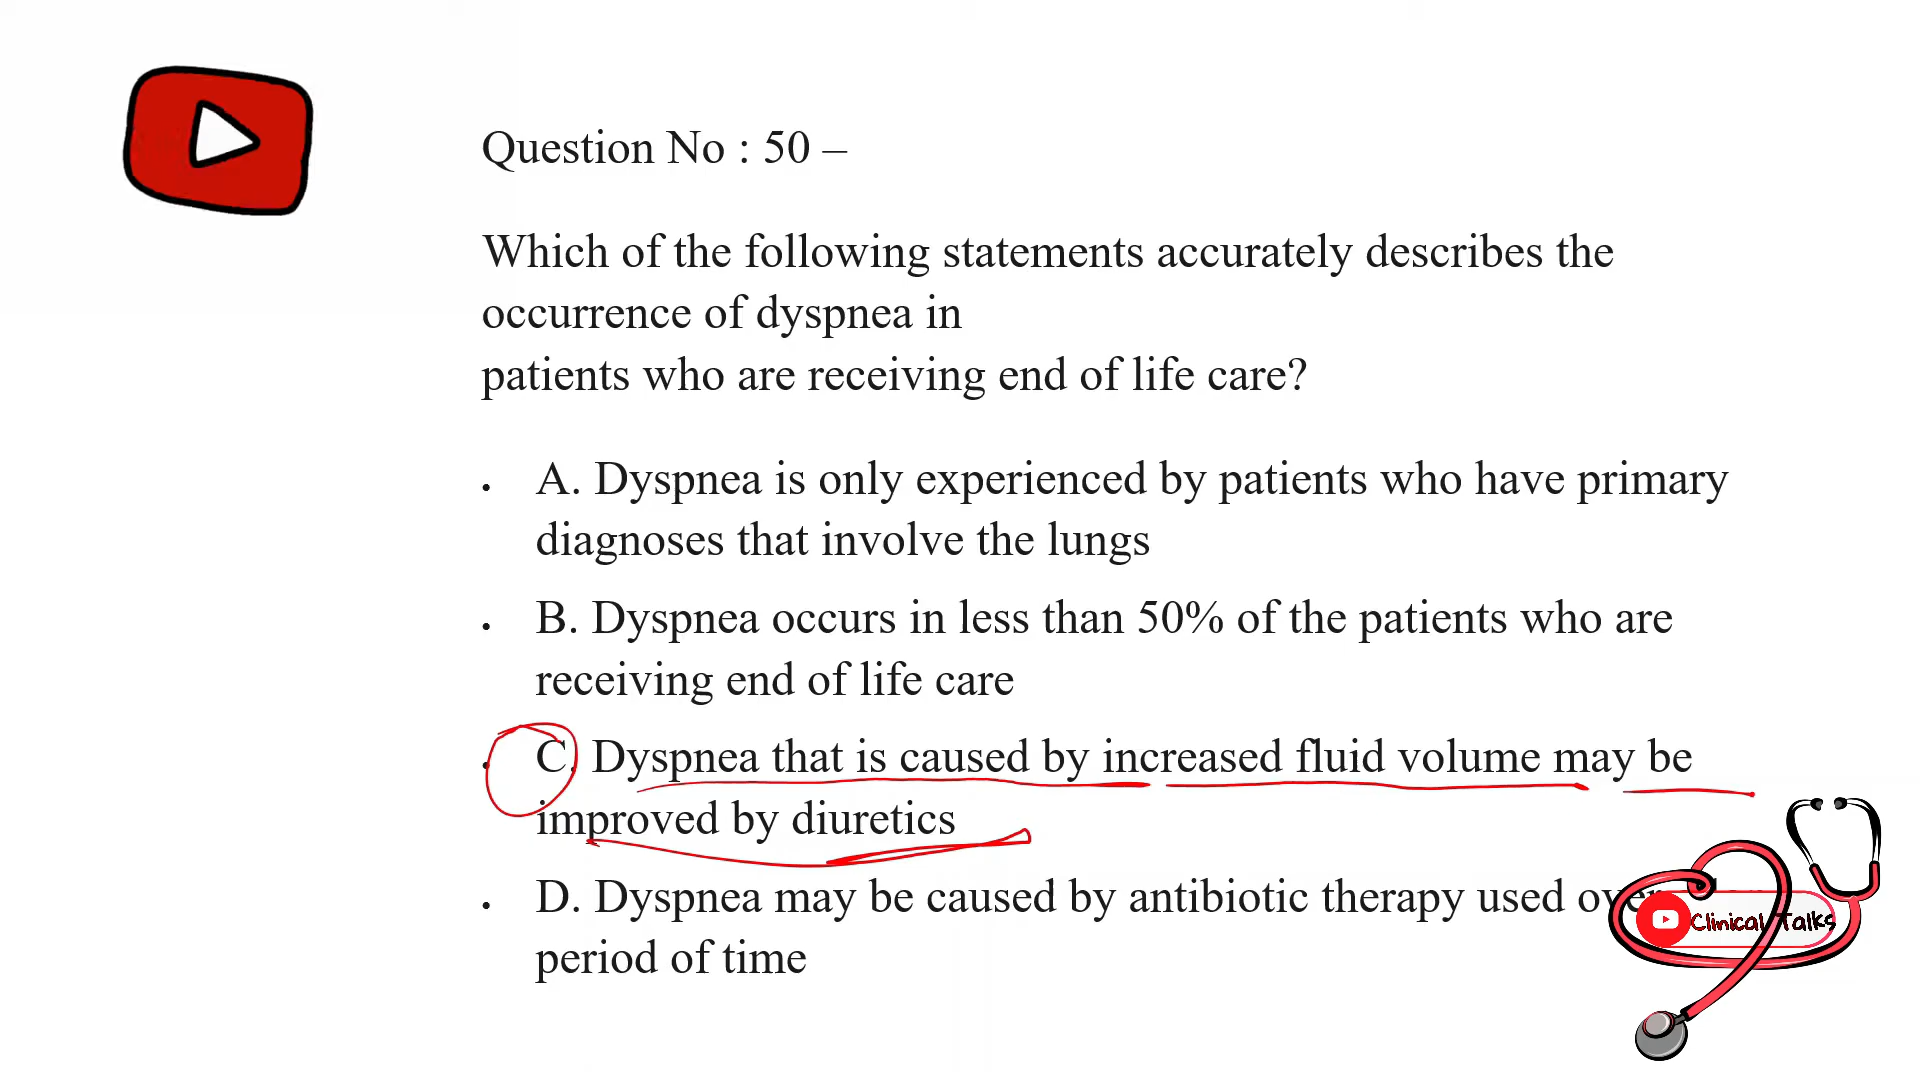 Question No : 50 –
Which of the following statements accurately describes the
occurrence of dyspnea in
patients who are receiving end of life care?
• A. Dyspnea is only experienced by patients who have primary
diagnoses that involve the lungs
• B. Dyspnea occurs in less than 50% of the patients who are
receiving end of life care
• C. Dyspnea that is caused by increased fluid volume may be
improved by diuretics
• D. Dyspnea may be caused by antibiotic therapy used over
period of time
Clinical Talks